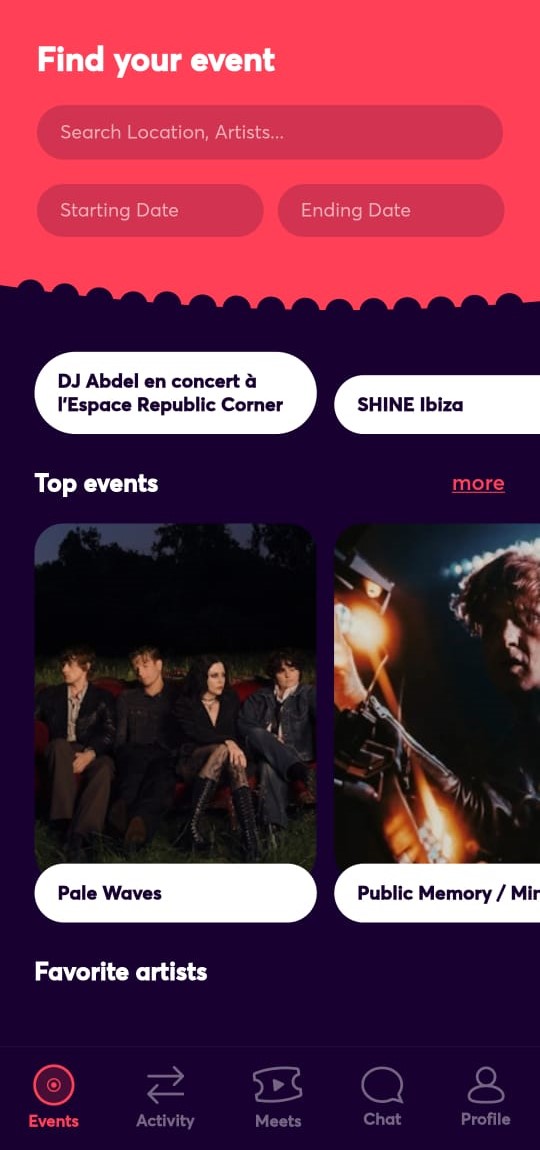 Find your event
Search Location, Artists...
Starting Date
Ending Date
DJ Abdel en concert à
l'Espace Republic Corner
SHINE Ibiza
Top events
more
Pale Waves
Public Memory / Mir
Favorite artists
Events
Activity
Meets
Chat
Profile